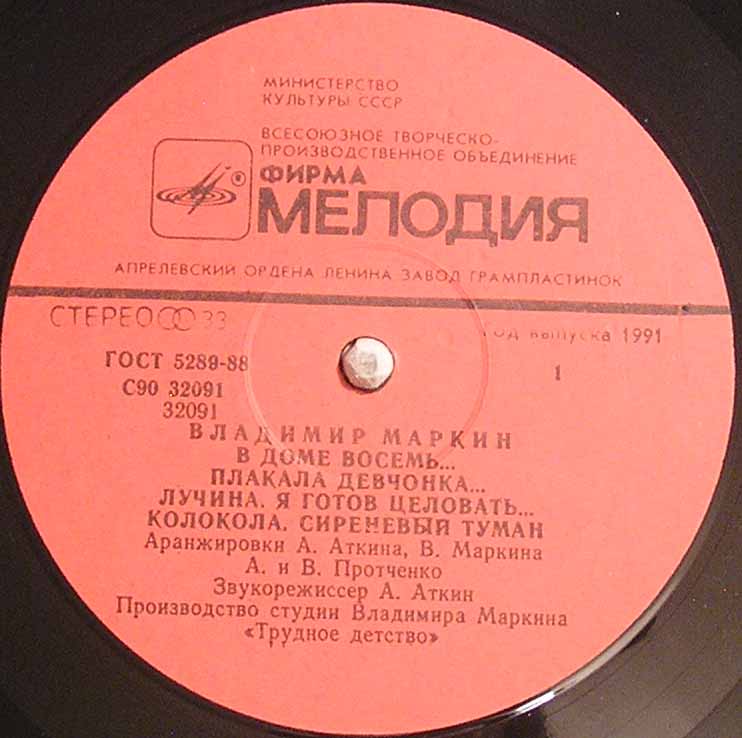 МИНИСТЕРСТВО
КУЛЬТУРЫ СССР
ВСЕСОЮЗНОЕ ТВОРЧЕСКО-
ПРОИЗВОДСТВЕННОЕ ОБЪЕДИНЕНИЕ
®
ФИРМА
МЕЛОДИЯ
АПРЕЛЕВСКИЙ ОРДЕНА ЛЕНИНА ЗАВОД ГРАМПЛАСТИНОК
СТЕРЕО 33
год выпуска 1991
ГОСТ 5289-88
1
С90 32091
32091
ВЛАДИМИР МАРКИН
В ДОМЕ ВОСЕМЬ...
ПЛАКАЛА ДЕВЧОНКА...
ЛУЧИНА. Я ГОТОВ ЦЕЛОВАТЬ...
КОЛОКОЛА. СИРЕНЕВЫЙ ТУМАН
Аранжировки А. Аткина, В. Маркина
А. и В. Протченко
Звукорежиссер А. Аткин
Производство студии Владимира Маркина
«Трудное детство»